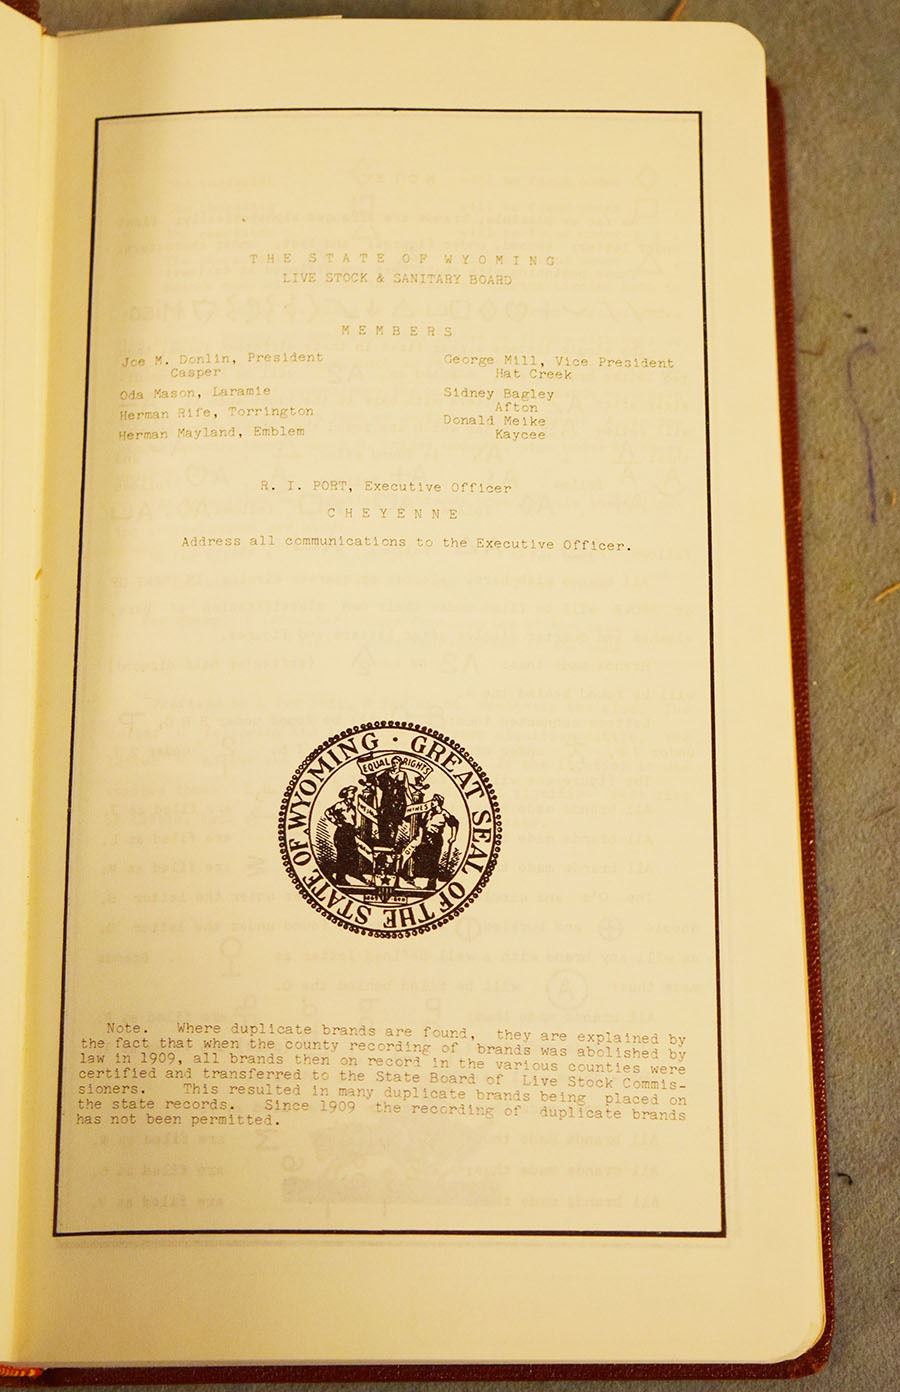 THE STATE OF WYOMING
LIVE STOCK & SANITARY BOARD
MEMBERS
Joe M. Donlin, President
Casper
Oda Mason, Laramie
Herman Rife, Torrington
Herman Mayland, Emblem
George Mill, Vice President
Hat Creek
Sidney Bagley
Afton
Donald Meike
Kaycee
R. I. PORT, Executive Officer
CHEYENNE
Address all communications to the Executive Officer.
GREAT SEAL OF THE STATE OF WYOMING
EQUAL RIGHTS
MINES
Note. Where duplicate brands are found, they are explained by
the fact that when the county recording of brands was abolished by
law in 1909, all brands then on record in the various counties were
certified and transferred to the State Board of Live Stock Commis-
sioners. This resulted in many duplicate brands being placed on
the state records. Since 1909 the recording of duplicate brands
has not been permitted.